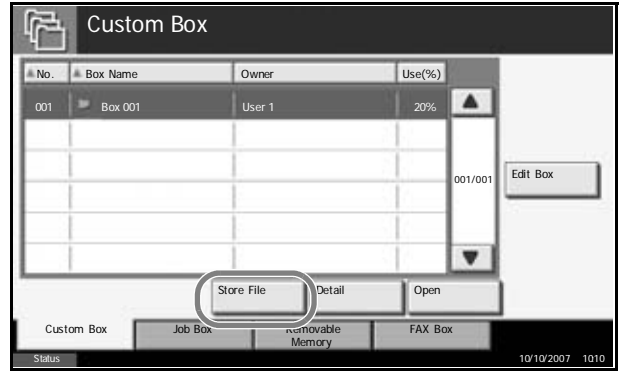 Custom Box
No. Box Name Owner Use(%)
001 Box 001 User 1 20%
001/001
Edit Box
Store File Detail Open
Custom Box Job Box Removable Memory FAX Box
Status 10/10/2007 1010